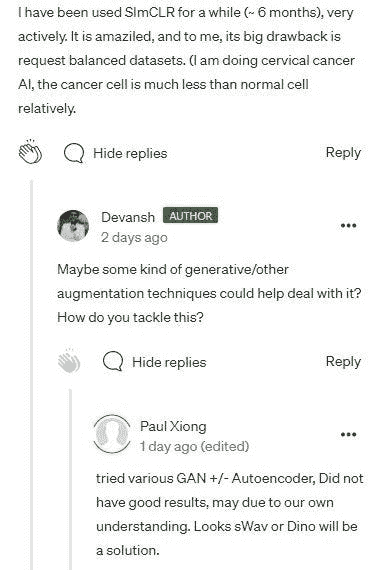 I have been used SImCLR for a while (~ 6 months), very
actively. It is amaziled, and to me, its big drawback is
request balanced datasets. (I am doing cervical cancer
AI, the cancer cell is much less than normal cell
relatively.
Hide replies
Reply
Devansh AUTHOR
2 days ago
Maybe some kind of generative/other
augmentation techniques could help deal with it?
How do you tackle this?
Hide replies
Reply
Paul Xiong
1 day ago (edited)
tried various GAN +/- Autoencoder, Did not
have good results, may due to our own
understanding. Looks sWav or Dino will be
a solution.